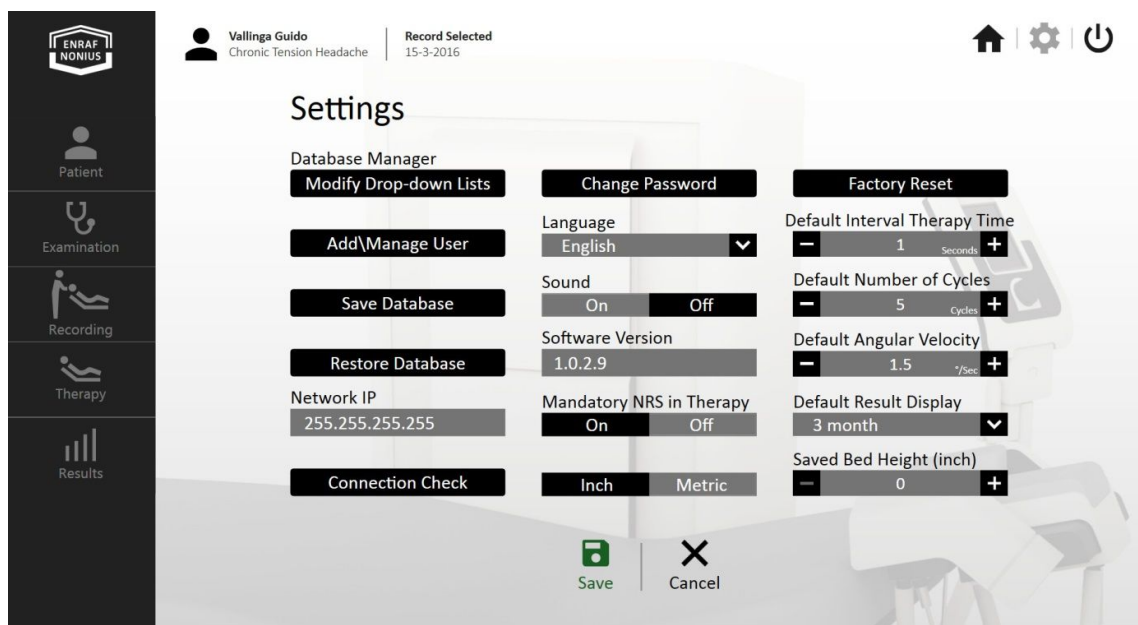 ENRAF
NONIUS
Vallinga Guido
Chronic Tension Headache
Record Selected
15-3-2016
Patient
Examination
Recording
Therapy
Results
Settings
Database Manager
Modify Drop-down Lists
Add\Manage User
Save Database
Restore Database
Network IP
255.255.255.255
Connection Check
Change Password
Language
English
Sound
On Off
Software Version
1.0.2.9
Mandatory NRS in Therapy
On Off
Inch Metric
Factory Reset
Default Interval Therapy Time
1 Seconds
Default Number of Cycles
5 Cycles
Default Angular Velocity
1.5 °/Sec
Default Result Display
3 month
Saved Bed Height (inch)
0
Save
Cancel